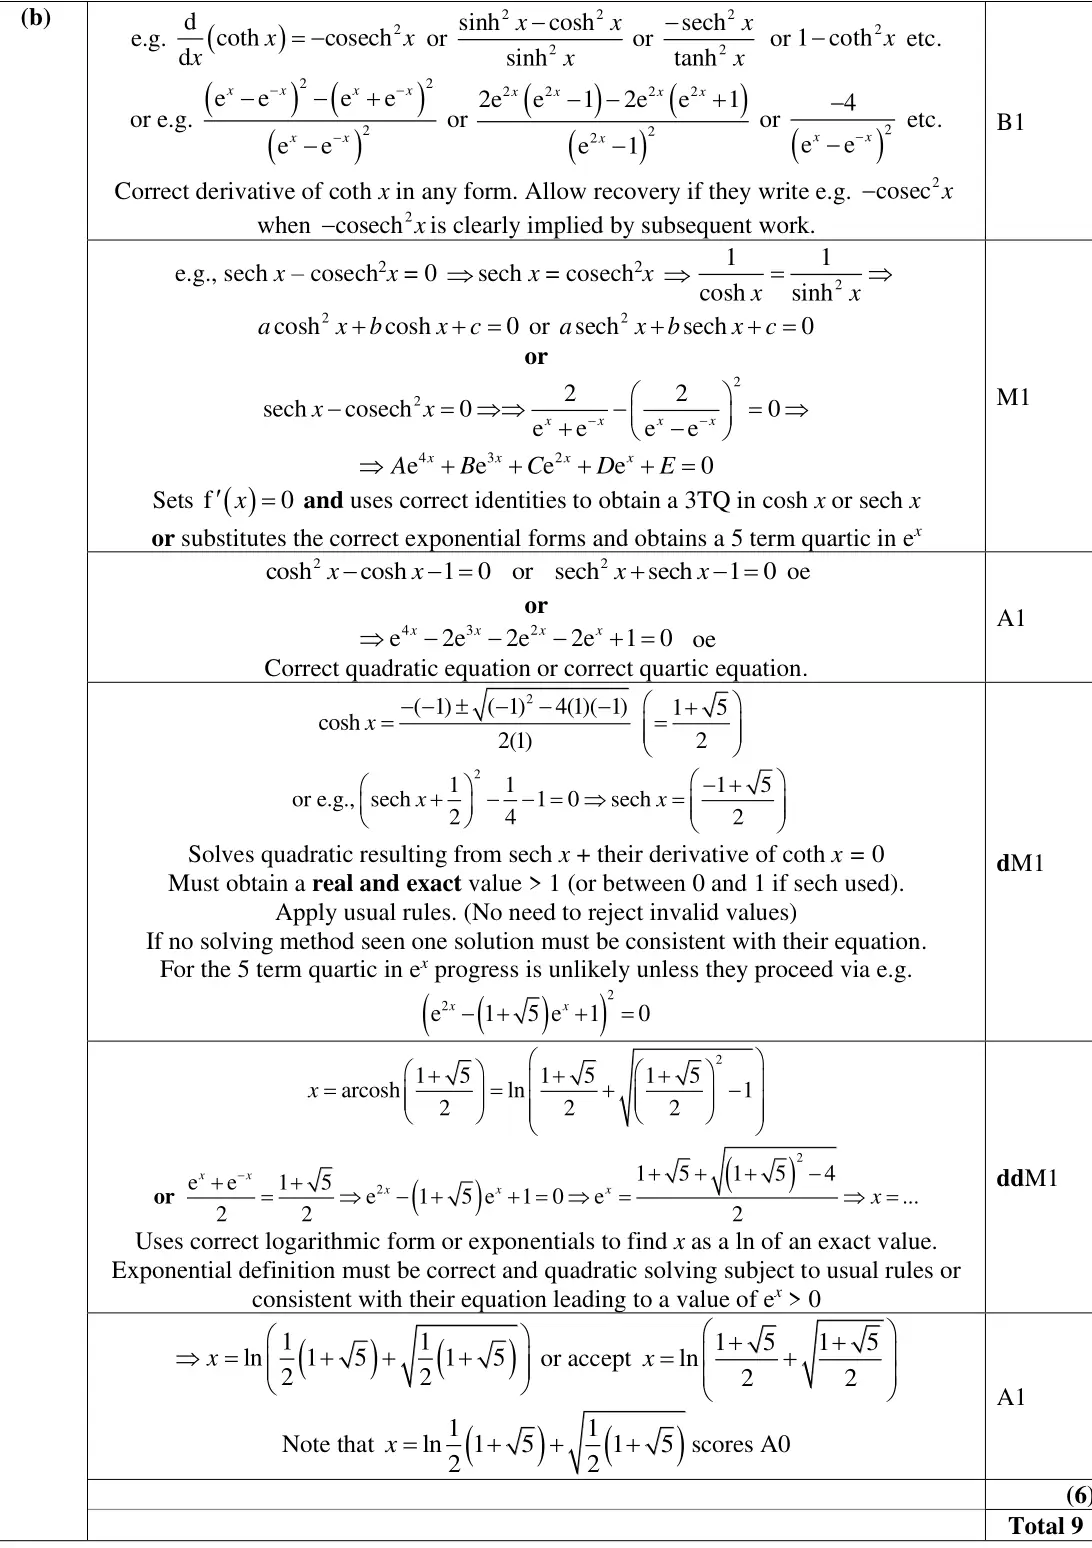 (b)
e.g. d/dx (coth x) = −cosech² x or (sinh² x − cosh² x)/(sinh² x) or (−sech² x)/(tanh² x) or 1 − coth² x etc.
or e.g. ((eˣ − e⁻ˣ)² − (eˣ + e⁻ˣ)²)/((eˣ − e⁻ˣ)²) or (2e²ˣ(e²ˣ − 1) − 2e²ˣ(e²ˣ + 1))/((e²ˣ − 1)²) or −4/((eˣ − e⁻ˣ)²) etc.
B1
Correct derivative of coth x in any form. Allow recovery if they write e.g. −cosec² x
when −cosech² x is clearly implied by subsequent work.
e.g., sech x – cosech²x = 0 ⇒ sech x = cosech²x ⇒ 1/(cosh x) = 1/(sinh² x) ⇒
a cosh² x + b cosh x + c = 0 or a sech² x + b sech x + c = 0
or
sech x − cosech² x = 0 ⇒⇒ 2/(eˣ + e⁻ˣ) − (2/(eˣ − e⁻ˣ))² = 0 ⇒
M1
⇒ Ae⁴ˣ + Be³ˣ + Ce²ˣ + Deˣ + E = 0
Sets f′(x) = 0 and uses correct identities to obtain a 3TQ in cosh x or sech x
or substitutes the correct exponential forms and obtains a 5 term quartic in eˣ
cosh² x − cosh x − 1 = 0 or sech² x + sech x − 1 = 0 oe
or
A1
⇒ e⁴ˣ − 2e³ˣ − 2e²ˣ − 2eˣ + 1 = 0 oe
Correct quadratic equation or correct quartic equation.
cosh x = (−(−1) ± √((−1)² − 4(1)(−1)))/(2(1)) (= (1 + √5)/2)
or e.g., (sech x + 1/2)² − 1/4 − 1 = 0 ⇒ sech x = ((−1 + √5)/2)
Solves quadratic resulting from sech x + their derivative of coth x = 0
dM1
Must obtain a real and exact value > 1 (or between 0 and 1 if sech used).
Apply usual rules. (No need to reject invalid values)
If no solving method seen one solution must be consistent with their equation.
For the 5 term quartic in eˣ progress is unlikely unless they proceed via e.g.
(e²ˣ − (1 + √5)eˣ + 1)² = 0
x = arcosh((1 + √5)/2) = ln((1 + √5)/2 + √(((1 + √5)/2)² − 1))
or (eˣ + e⁻ˣ)/2 = (1 + √5)/2 ⇒ e²ˣ − (1 + √5)eˣ + 1 = 0 ⇒ eˣ = (1 + √5 + √((1 + √5)² − 4))/2 ⇒ x = ...
ddM1
Uses correct logarithmic form or exponentials to find x as a ln of an exact value.
Exponential definition must be correct and quadratic solving subject to usual rules or
consistent with their equation leading to a value of eˣ > 0
⇒ x = ln(1/2(1 + √5) + √(1/2(1 + √5))) or accept x = ln((1 + √5)/2 + √((1 + √5)/2))
A1
Note that x = ln 1/2(1 + √5) + √(1/2(1 + √5)) scores A0
(6)
Total 9